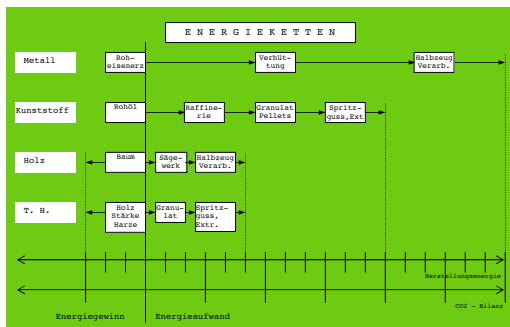 E N E R G I E K E T T E N
Metall
Roh-
eisenerz
Verhüt-
tung
Halbzeug
Verarb.
Kunststoff
Rohöl
Raffine-
rie
Granulat
Pellets
Spritz-
guss,Ext
Holz
Baum
Säge-
werk
Halbzeug
Verarb.
T. H.
Holz
Stärke
Harze
Granu-
lat
Spritz-
guss,
Extr.
Herstellungsenergie
CO2 - Bilanz
Energiegewinn
Energieaufwand